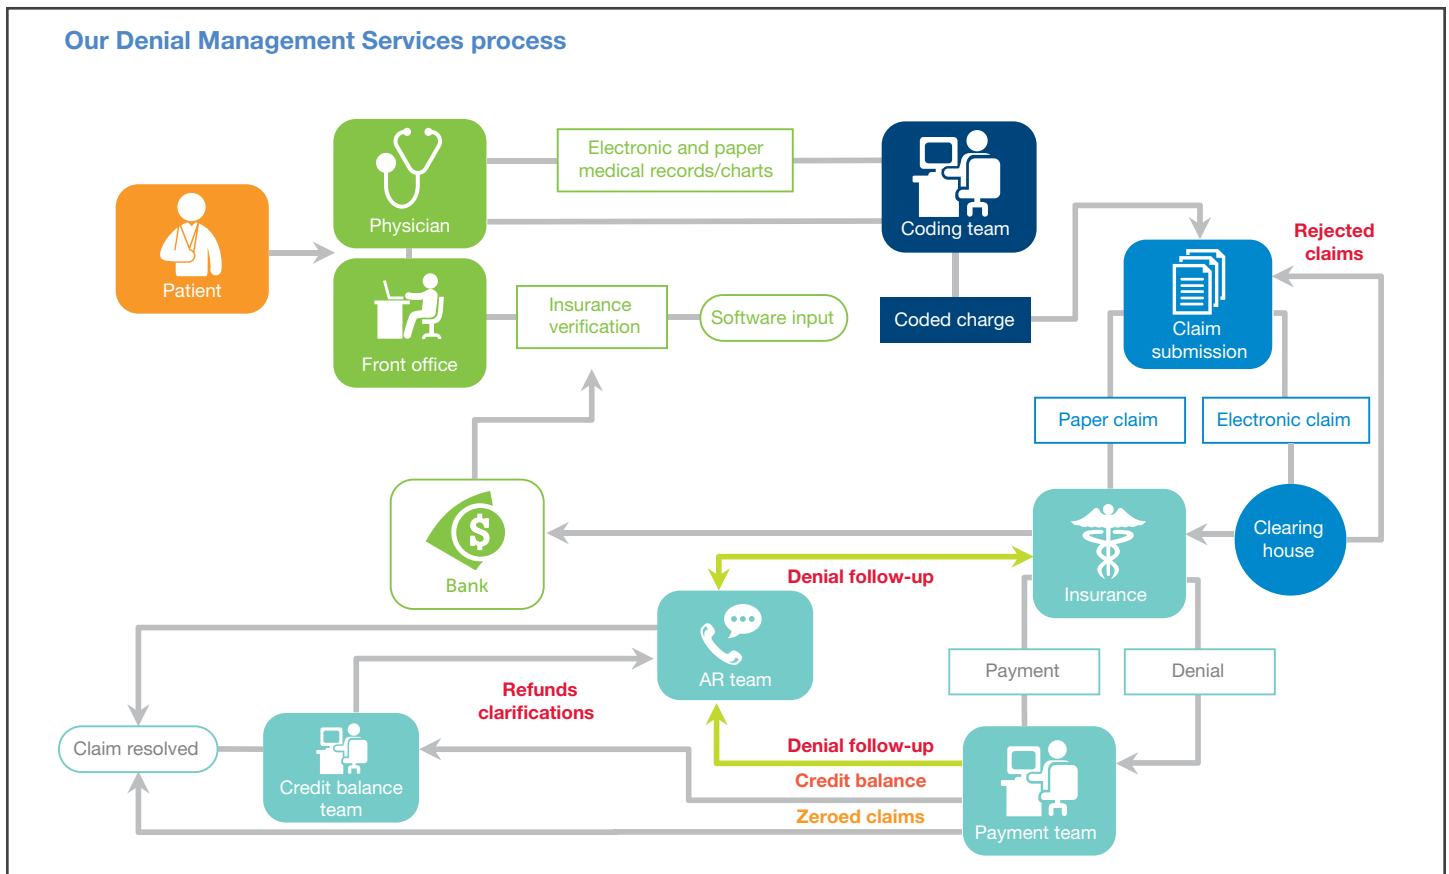 Our Denial Management Services process
Electronic and paper
medical records/charts
Physician
Coding team
Patient
Rejected
claims
Insurance
verification
Software input
Coded charge
Claim
submission
Front office
Paper claim
Electronic claim
Clearing
house
Bank
Denial follow-up
Insurance
AR team
Payment
Denial
Refunds
clarifications
Claim resolved
Denial follow-up
Credit balance
team
Credit balance
Zeroed claims
Payment team